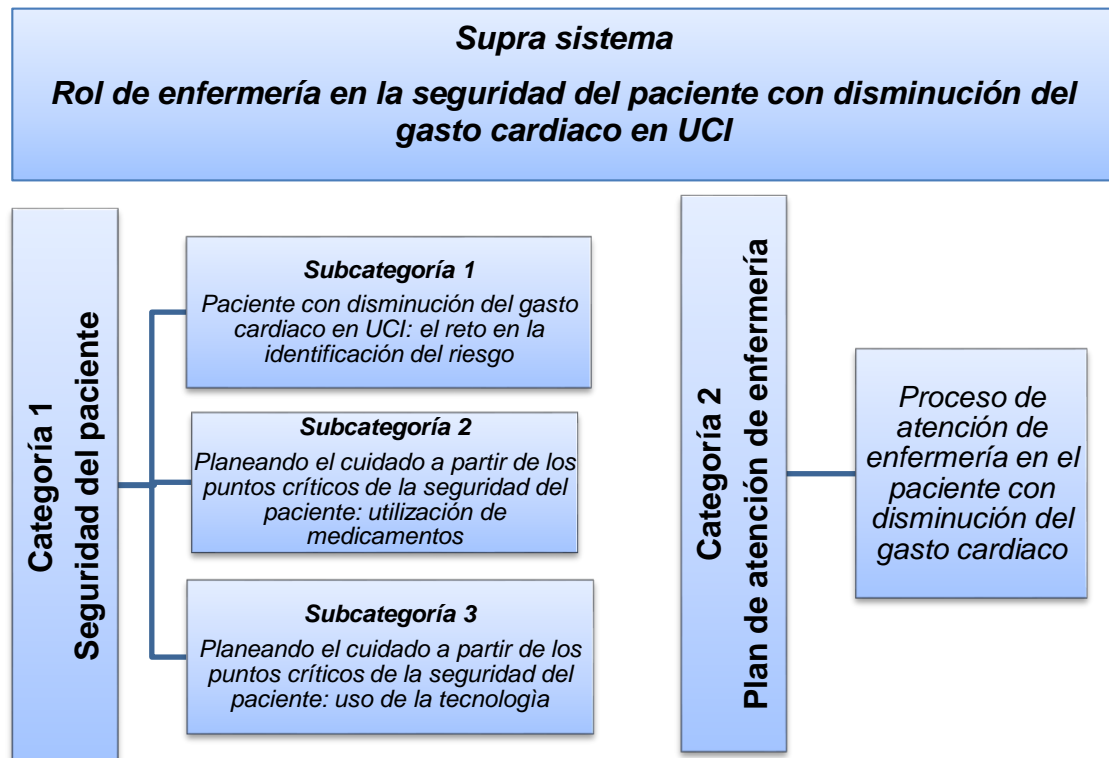 Supra sistema
Rol de enfermería en la seguridad del paciente con disminución del
gasto cardiaco en UCI
Categoría 1
Seguridad del paciente
Subcategoría 1
Paciente con disminución del gasto
cardiaco en UCI: el reto en la
identificación del riesgo
Subcategoría 2
Planeando el cuidado a partir de los
puntos críticos de la seguridad del
paciente: utilización de
medicamentos
Subcategoría 3
Planeando el cuidado a partir de los
puntos críticos de la seguridad del
paciente: uso de la tecnologìa
Categoría 2
Plan de atención de enfermería
Proceso de
atención de
enfermería en el
paciente con
disminución del
gasto cardiaco